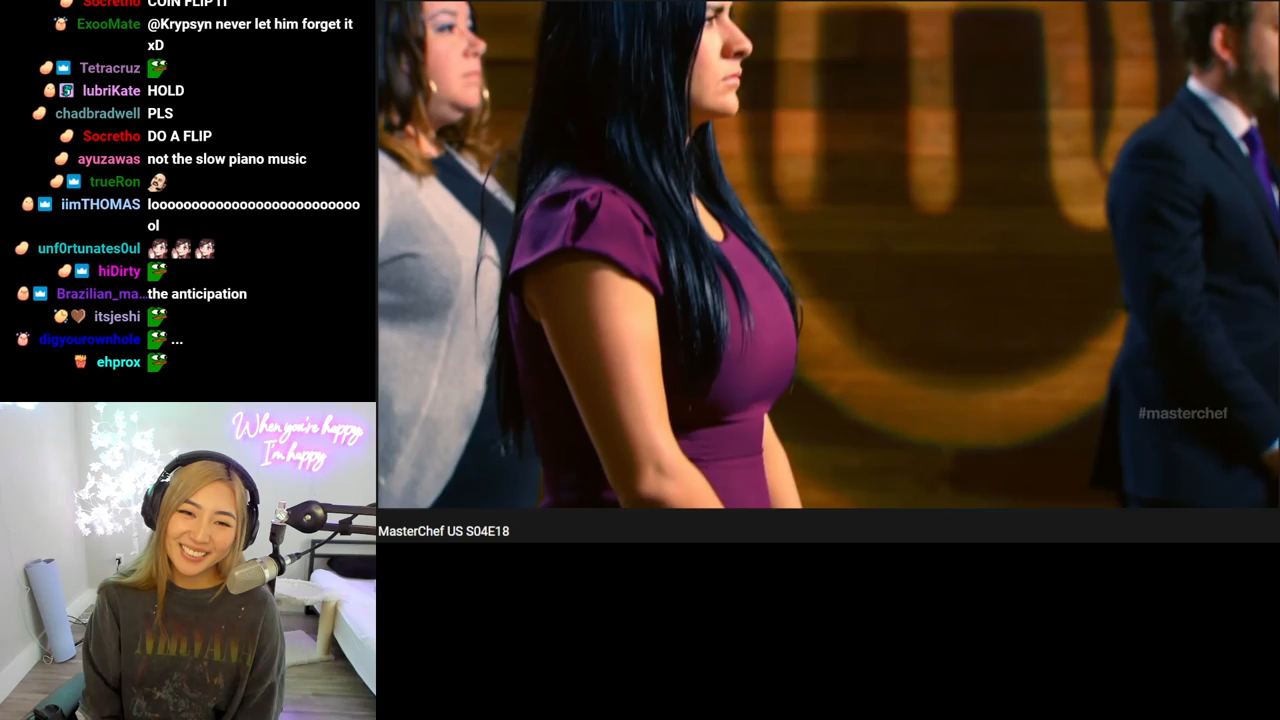 Socretho COIN FLIP IT
ExooMate @Krypsyn never let him forget it
xD
Tetracruz
lubriKate HOLD
chadbradwell PLS
Socretho DO A FLIP
ayuzawas not the slow piano music
trueRon
iimTHOMAS loooooooooooooooooooooooooo
ol
unf0rtunates0ul
hiDirty
Brazilian_ma... the anticipation
itsjeshi
digyourownhole ...
ehprox
When you're happy
I'm happy
NIRVANA
#masterchef
MasterChef US S04E18